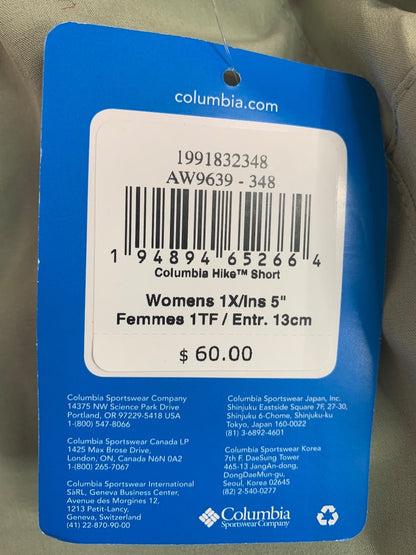 columbia.com
1991832348
AW9639 - 348
1 94894 65266 4
Columbia Hike™ Short
Womens 1X/Ins 5"
Femmes 1TF / Entr. 13cm
$ 60.00
Columbia Sportswear Company
14375 NW Science Park Drive
Portland, OR 97229-5418 USA
1-(800) 547-8066
Columbia Sportswear Canada LP
1425 Max Brose Drive,
London, ON, Canada N6N 0A2
1-(800) 265-7067
Columbia Sportswear International
SàRL, Geneva Business Center,
Avenue des Morgines 12,
1213 Petit-Lancy,
Geneva, Switzerland
(41) 22-870-90-00
Columbia Sportswear Japan, Inc.
Shinjuku Eastside Square 7F, 27-30,
Shinjuku 6-Chome, Shinjuku-ku
Tokyo, Japan 160-0022
(81) 3-6892-4601
Columbia Sportswear Korea
7th F. DaeSung Tower
465-13 JangAn-dong,
DongDaeMun-gu,
Seoul, Korea 02645
(82) 2-540-0277
Columbia
Sportswear Company